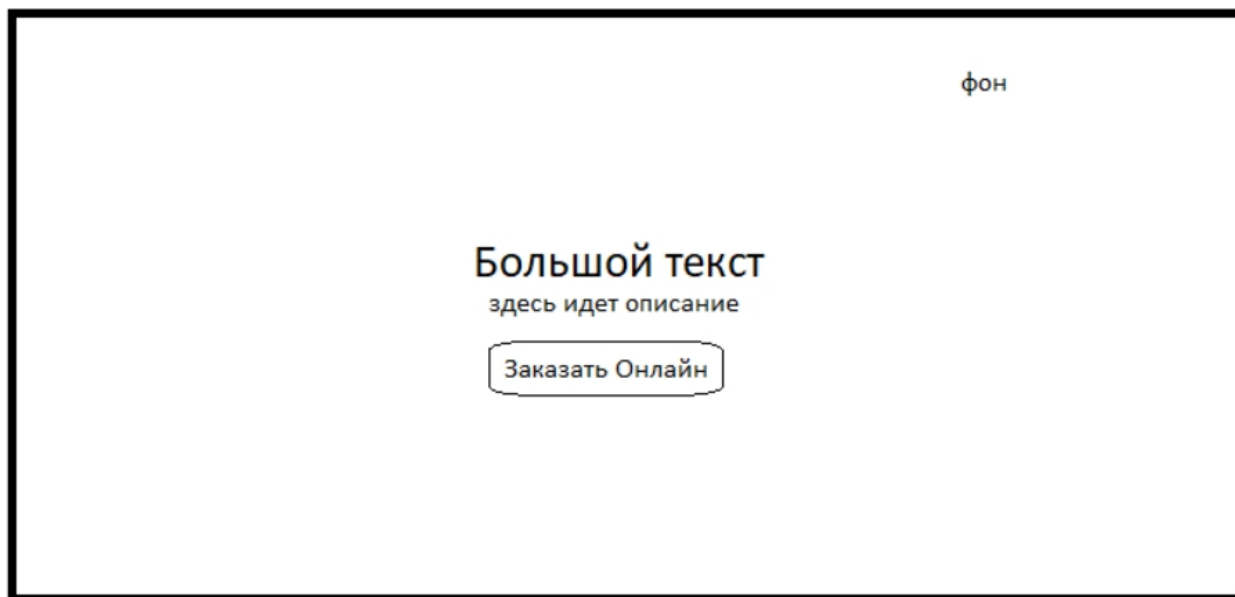 фон
Большой текст
здесь идет описание
Заказать Онлайн